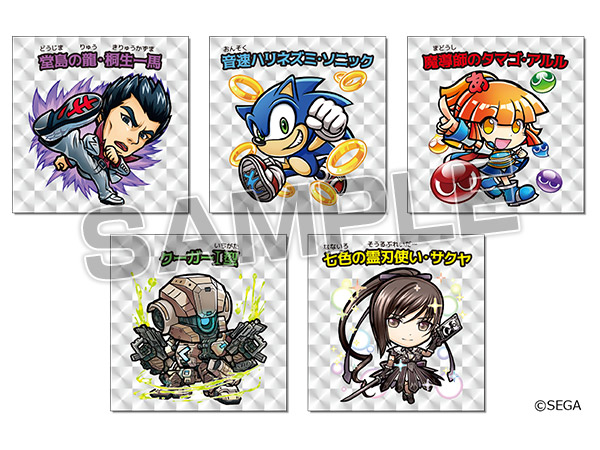 どうじま りゅう きりゅうかずま
堂島の龍・桐生一馬
おんそく
音速ハリネズミ・ソニック
まどうし
魔導師のタマゴ・アルル
あ
SAMPLE
いちがた
クーガーI型
なないろ そうるぶれいだ
七色の霊刃使い・サクヤ
©SEGA